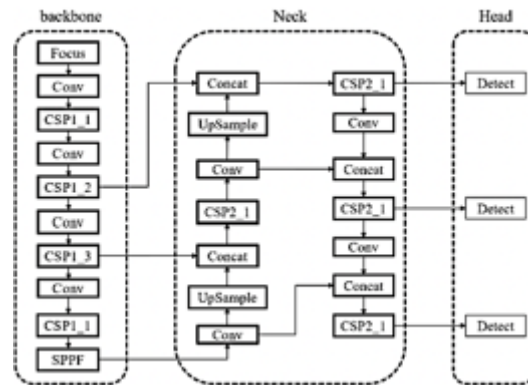 backbone
Neck
Head
Focus
Conv
CSP1_1
Conv
CSP1_2
Conv
CSP1_3
Conv
CSP1_1
SPPF
Concat
UpSample
Conv
CSP2_1
Concat
UpSample
Conv
CSP2_1
Conv
Concat
CSP2_1
Conv
Concat
CSP2_1
Detect
Detect
Detect